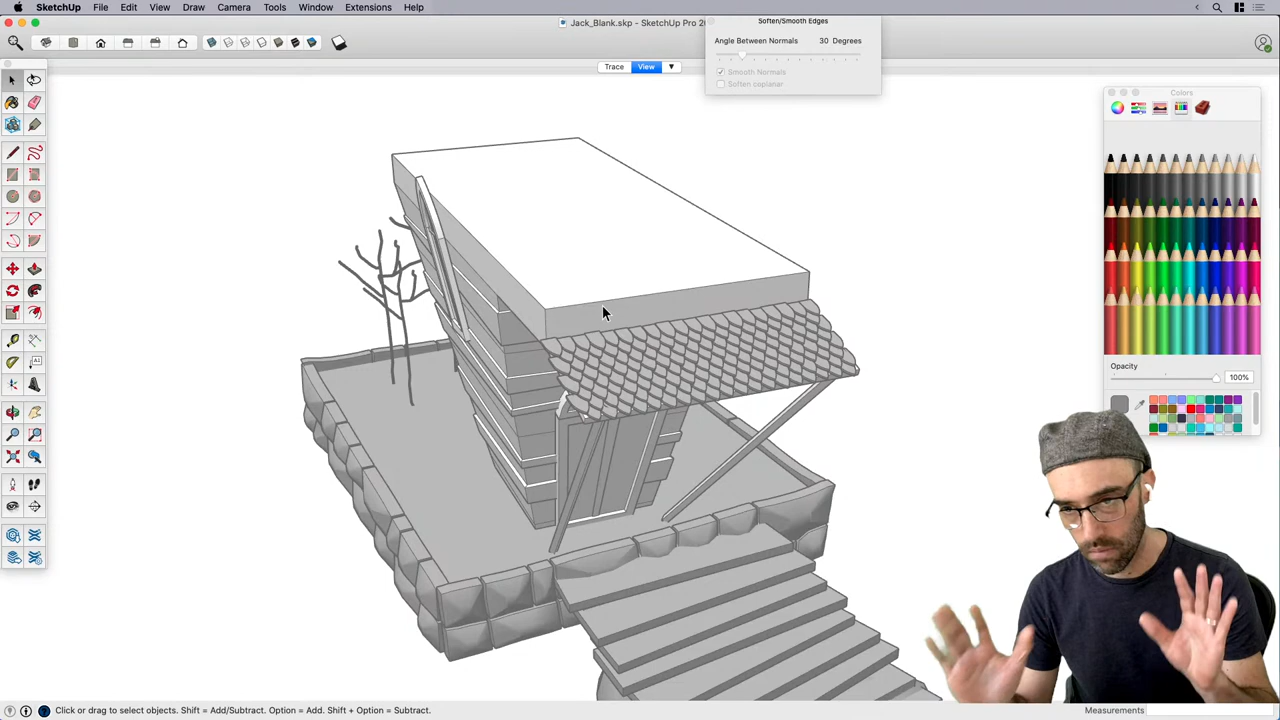 SketchUp File Edit View Draw Camera Tools Window Extensions Help
Jack_Blank.skp - SketchUp Pro 20
Soften/Smooth Edges
Angle Between Normals 30 Degrees
Smooth Normals
Soften coplanar
Trace View
Colors
Opacity
100%
Click or drag to select objects. Shift = Add/Subtract. Option = Add. Shift + Option = Subtract.
Measurements